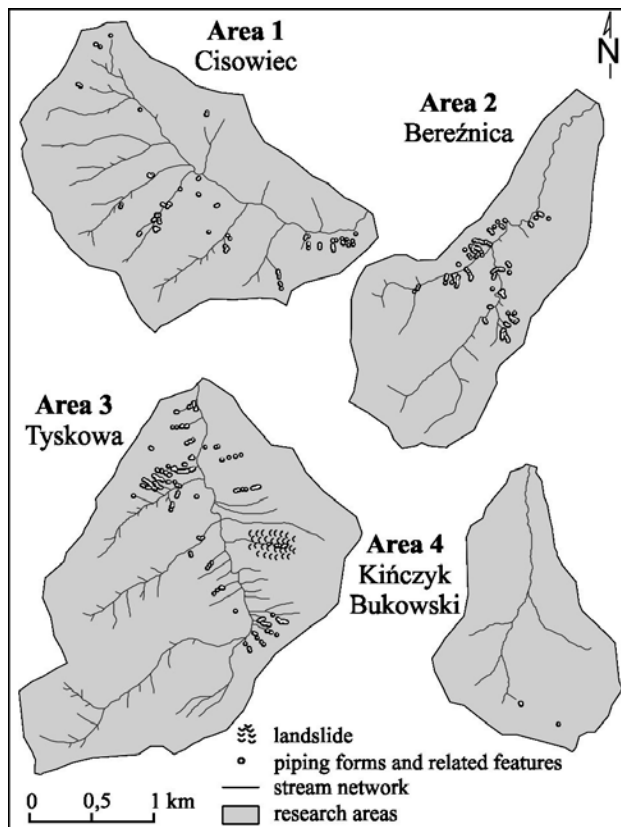 Area 1
Cisowiec
N
Area 2
Bereźnica
Area 3
Tyskowa
Area 4
Kińczyk
Bukowski
landslide
piping forms and related features
stream network
research areas
0 0,5 1 km